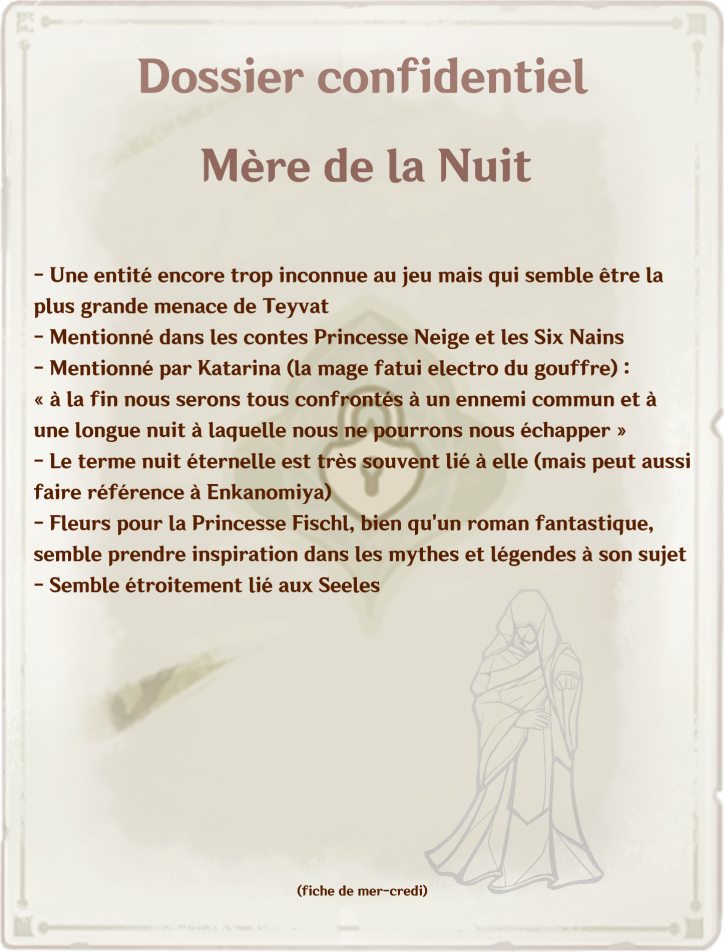 Dossier confidentiel
Mère de la Nuit
- Une entité encore trop inconnue au jeu mais qui semble être la
plus grande menace de Teyvat
- Mentionné dans les contes Princesse Neige et les Six Nains
- Mentionné par Katarina (la mage fatui electro du gouffre) :
« à la fin nous serons tous confrontés à un ennemi commun et à
une longue nuit à laquelle nous ne pourrons nous échapper »
- Le terme nuit éternelle est très souvent lié à elle (mais peut aussi
faire référence à Enkanomiya)
- Fleurs pour la Princesse Fischl, bien qu'un roman fantastique,
semble prendre inspiration dans les mythes et légendes à son sujet
- Semble étroitement lié aux Seeles
(fiche de mer-credi)